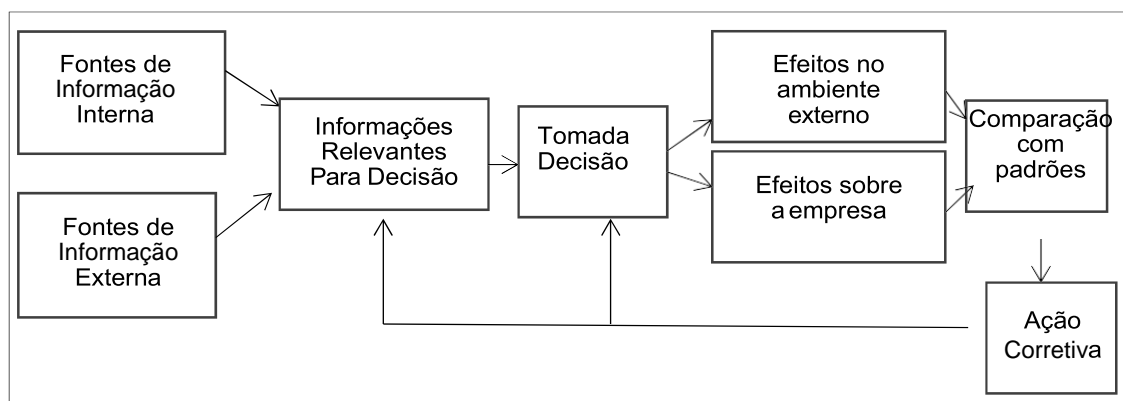 Fontes de
Informação
Interna
Fontes de
Informação
Externa
Informações
Relevantes
Para Decisão
Tomada
Decisão
Efeitos no
ambiente
externo
Efeitos sobre
a empresa
Comparação
com
padrões
Ação
Corretiva